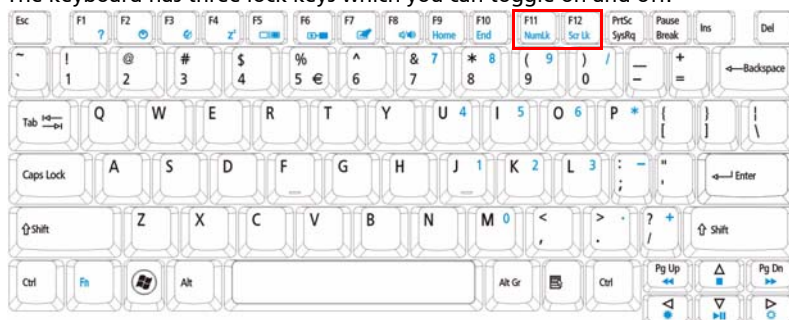 The keyboard has three lock keys which you can toggle on and off.
Esc F1 F2 F3 F4 F5 F6 F7 F8 F9 F10 F11 F12 PrtSc Pause Ins Del
? z² Home End NumLk Scr Lk SysRq Break
~ ! @ # $ % ^ & 7 * 8 ( 9 ) / _ + Backspace
` 1 2 3 4 5 € 6 7 8 9 0 - =
Tab Q W E R T Y U 4 I 5 O 6 P * { } |
[ ] \
Caps Lock A S D F G H J 1 K 2 L 3 : - " Enter
; '
Shift Z X C V B N M 0 < > . ? + Shift
, . /
Ctrl Fn Alt Alt Gr Ctrl Pg Up Pg Dn